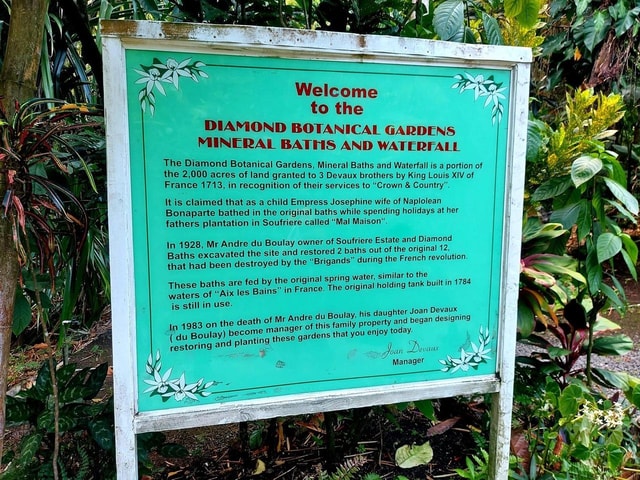 Welcome
to the
DIAMOND BOTANICAL GARDENS
MINERAL BATHS AND WATERFALL
The Diamond Botanical Gardens, Mineral Baths and Waterfall is a portion of
the 2,000 acres of land granted to 3 Devaux brothers by King Louis XIV of
France 1713, in recognition of their services to "Crown & Country".
It is claimed that as a child Empress Josephine wife of Naplolean
Bonaparte bathed in the original baths while spending holidays at her
fathers plantation in Soufriere called "Mal Maison".
In 1928, Mr Andre du Boulay owner of Soufriere Estate and Diamond
Baths excavated the site and restored 2 baths out of the original 12,
that had been destroyed by the "Brigands" during the French revolution.
These baths are fed by the original spring water, similar to the
waters of "Aix les Bains" in France. The original holding tank built in 1784
is still in use.
In 1983 on the death of Mr Andre du Boulay, his daughter Joan Devaux
( du Boulay) become manager of this family property and began designing
restoring and planting these gardens that you enjoy today.
Joan Devaux
Manager